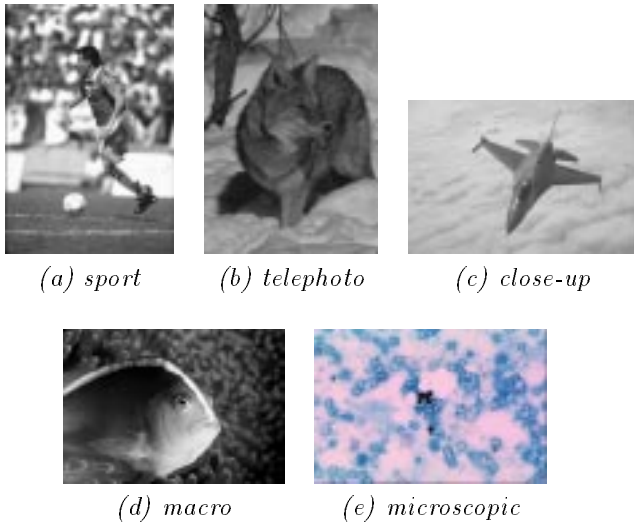 (a) sport
(b) telephoto
(c) close-up
(d) macro
(e) microscopic